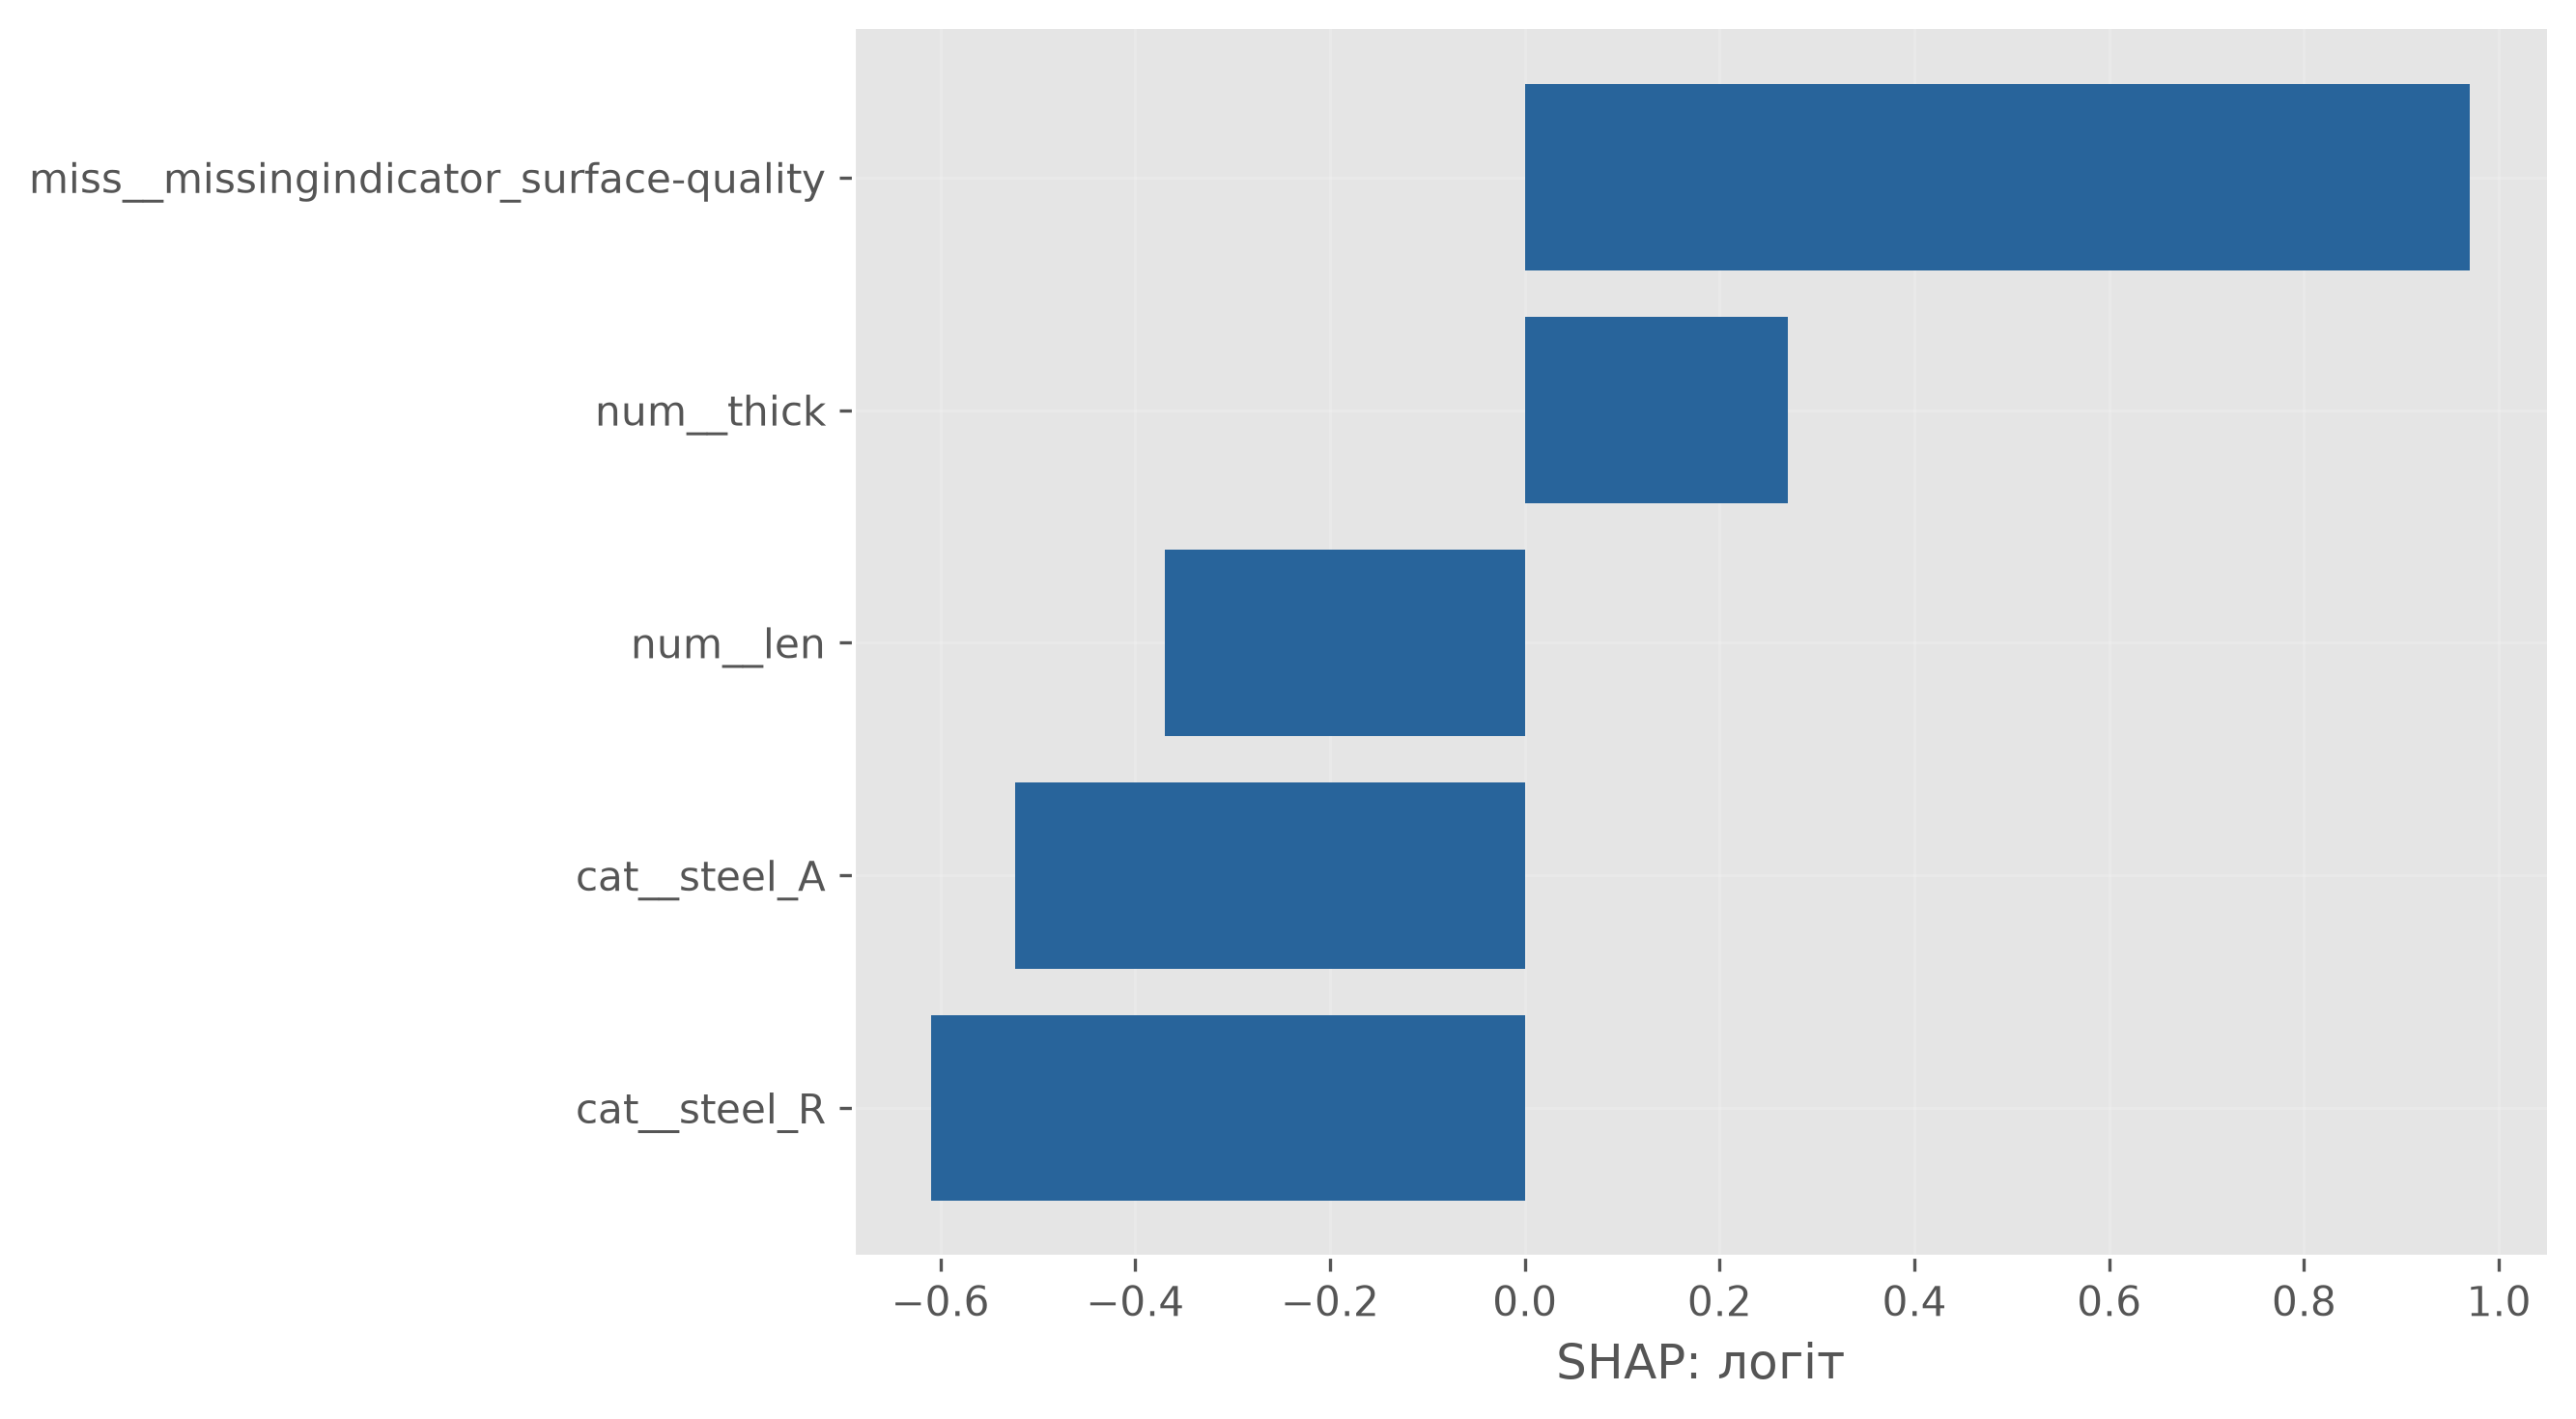 miss__missingindicator_surface-quality
num__thick
num__len
cat__steel_A
cat__steel_R
−0.6 −0.4 −0.2 0.0 0.2 0.4 0.6 0.8 1.0
SHAP: логіт